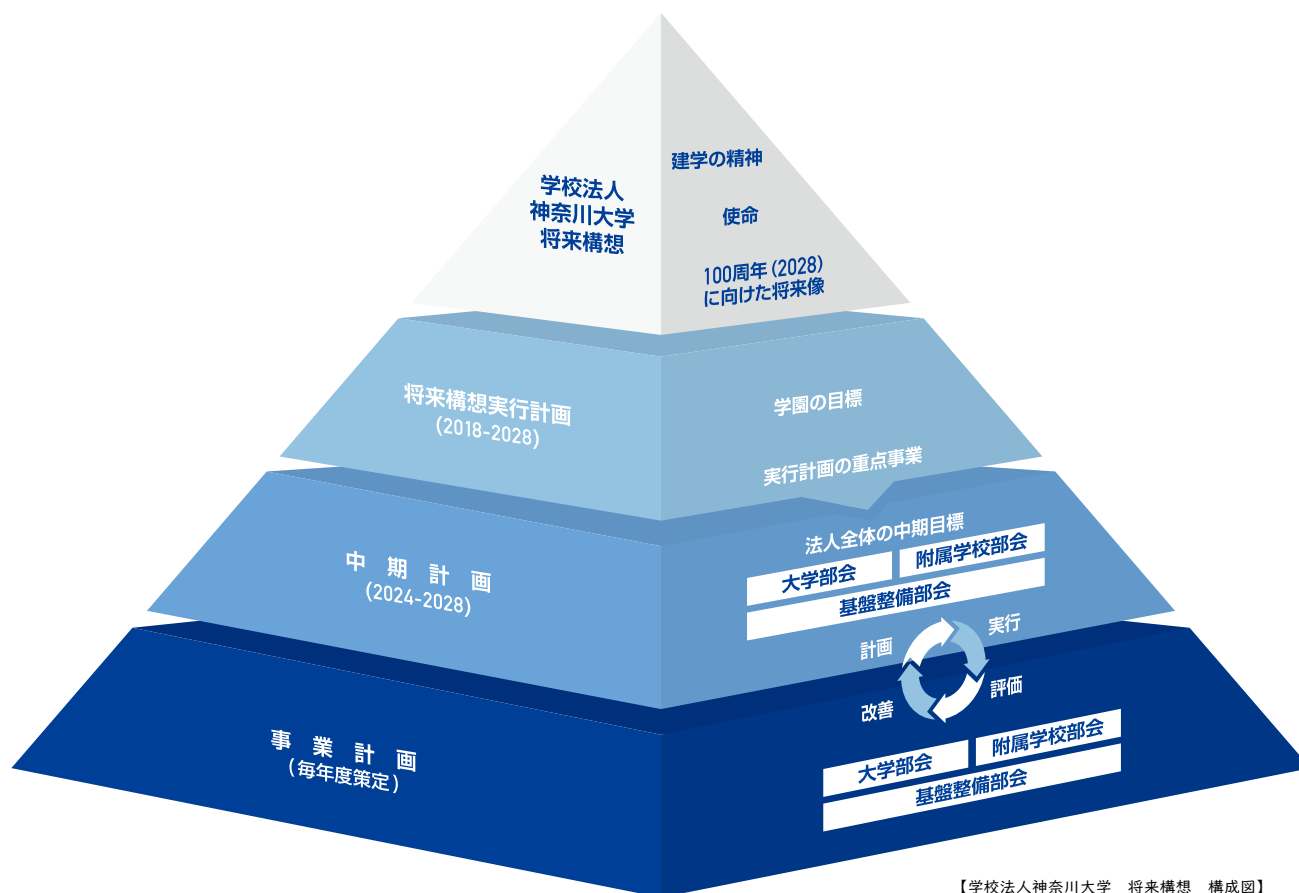 学校法人
神奈川大学
将来構想
建学の精神
使命
100周年(2028)
に向けた将来像
将来構想実行計画
(2018-2028)
学園の目標
実行計画の重点事業
中期計画
(2024-2028)
法人全体の中期目標
大学部会
附属学校部会
基盤整備部会
計画
実行
評価
改善
事業計画
(毎年度策定)
大学部会
附属学校部会
基盤整備部会
【学校法人神奈川大学　将来構想　構成図】